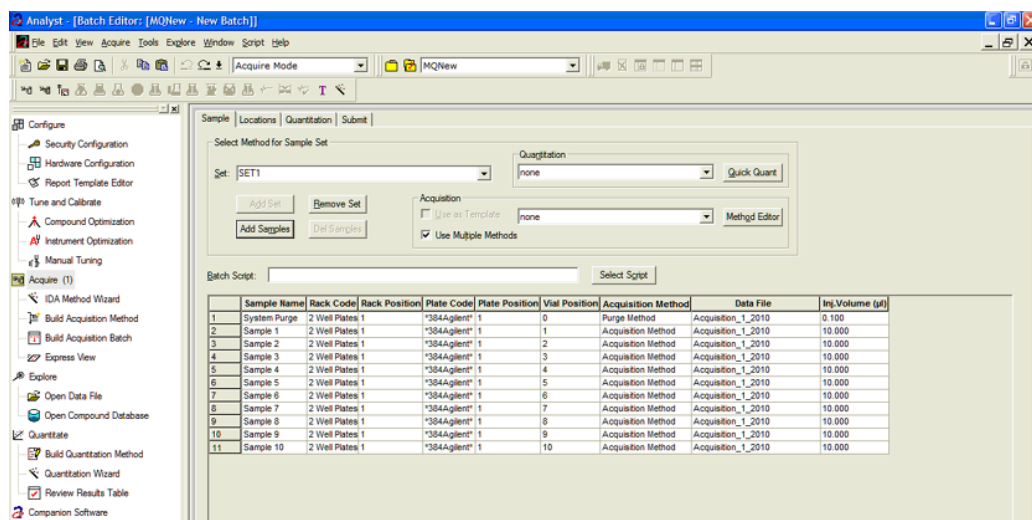 Analyst - [Batch Editor: [MQNew - New Batch]]
File Edit View Acquire Tools Explore Window Script Help
Acquire Mode MQNew
Configure
Security Configuration
Hardware Configuration
Report Template Editor
Tune and Calibrate
Compound Optimization
Instrument Optimization
Manual Tuning
Acquire (1)
IDA Method Wizard
Build Acquisition Method
Build Acquisition Batch
Express View
Explore
Open Data File
Open Compound Database
Quantitate
Build Quantitation Method
Quantitation Wizard
Review Results Table
Companion Software
Sample Locations Quantitation Submit
Select Method for Sample Set
Set: SET1
Quantitation
none Quick Quant
Add Set Remove Set
Add Samples Del Samples
Acquisition
Use as Template none Method Editor
Use Multiple Methods
Batch Script: Select Script
Sample Name Rack Code Rack Position Plate Code Plate Position Vial Position Acquisition Method Data File Inj.Volume (µl)
1 System Purge 2 Well Plates 1 *384Agilent* 1 0 Purge Method Acquisition_1_2010 0.100
2 Sample 1 2 Well Plates 1 *384Agilent* 1 1 Acquisition Method Acquisition_1_2010 10.000
3 Sample 2 2 Well Plates 1 *384Agilent* 1 2 Acquisition Method Acquisition_1_2010 10.000
4 Sample 3 2 Well Plates 1 *384Agilent* 1 3 Acquisition Method Acquisition_1_2010 10.000
5 Sample 4 2 Well Plates 1 *384Agilent* 1 4 Acquisition Method Acquisition_1_2010 10.000
6 Sample 5 2 Well Plates 1 *384Agilent* 1 5 Acquisition Method Acquisition_1_2010 10.000
7 Sample 6 2 Well Plates 1 *384Agilent* 1 6 Acquisition Method Acquisition_1_2010 10.000
8 Sample 7 2 Well Plates 1 *384Agilent* 1 7 Acquisition Method Acquisition_1_2010 10.000
9 Sample 8 2 Well Plates 1 *384Agilent* 1 8 Acquisition Method Acquisition_1_2010 10.000
10 Sample 9 2 Well Plates 1 *384Agilent* 1 9 Acquisition Method Acquisition_1_2010 10.000
11 Sample 10 2 Well Plates 1 *384Agilent* 1 10 Acquisition Method Acquisition_1_2010 10.000